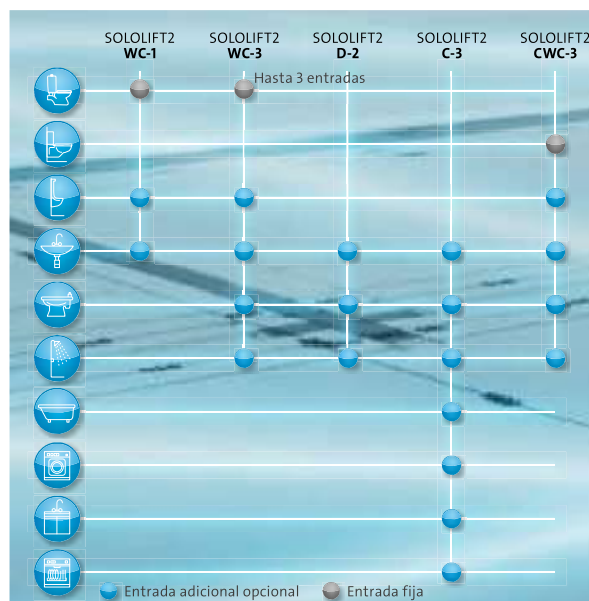 SOLOLIFT2 SOLOLIFT2 SOLOLIFT2 SOLOLIFT2 SOLOLIFT2
WC-1 WC-3 D-2 C-3 CWC-3
Hasta 3 entradas
Entrada adicional opcional Entrada fija